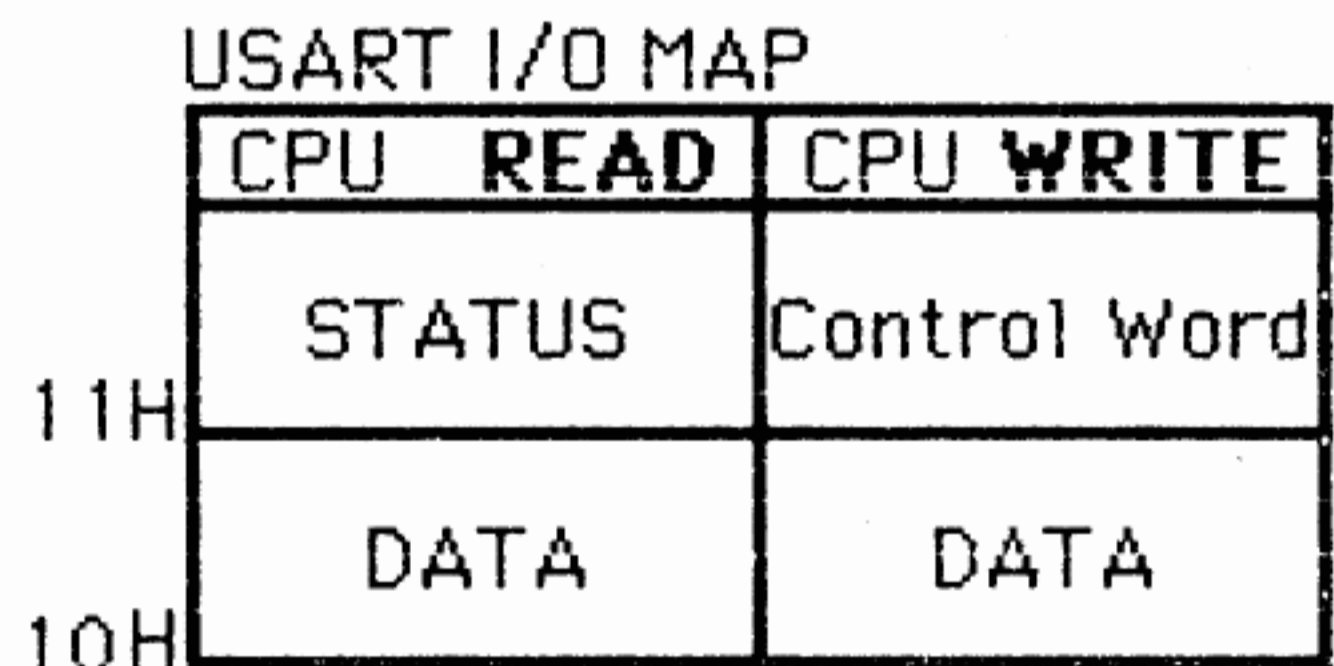 USART I/O MAP
CPU READ CPU WRITE
STATUS Control Word
11H
DATA DATA
10H